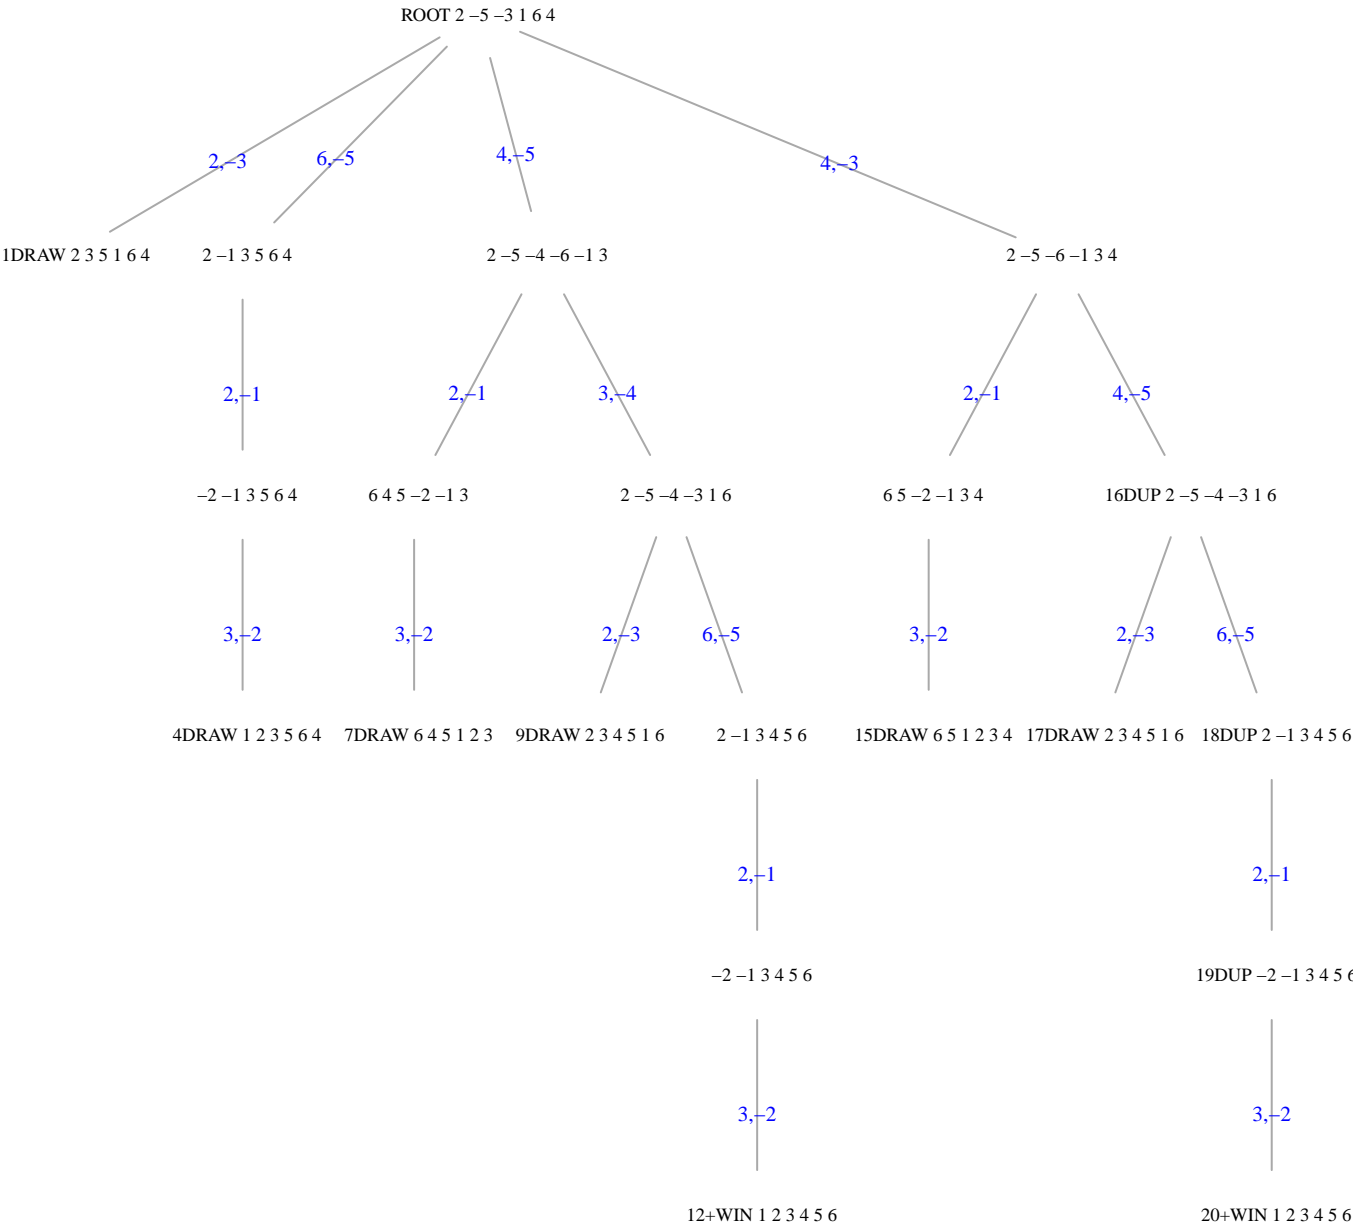 ROOT 2 –5 –3 1 6 4
2,–3
6,–5
4,–5
4,–3
1DRAW 2 3 5 1 6 4
2 –1 3 5 6 4
2 –5 –4 –6 –1 3
2 –5 –6 –1 3 4
2,–1
2,–1
3,–4
2,–1
4,–5
–2 –1 3 5 6 4
6 4 5 –2 –1 3
2 –5 –4 –3 1 6
6 5 –2 –1 3 4
16DUP 2 –5 –4 –3 1 6
3,–2
3,–2
2,–3
6,–5
3,–2
2,–3
6,–5
4DRAW 1 2 3 5 6 4
7DRAW 6 4 5 1 2 3
9DRAW 2 3 4 5 1 6
2 –1 3 4 5 6
15DRAW 6 5 1 2 3 4
17DRAW 2 3 4 5 1 6
18DUP 2 –1 3 4 5 6
2,–1
2,–1
–2 –1 3 4 5 6
19DUP –2 –1 3 4 5 6
3,–2
3,–2
12+WIN 1 2 3 4 5 6
20+WIN 1 2 3 4 5 6